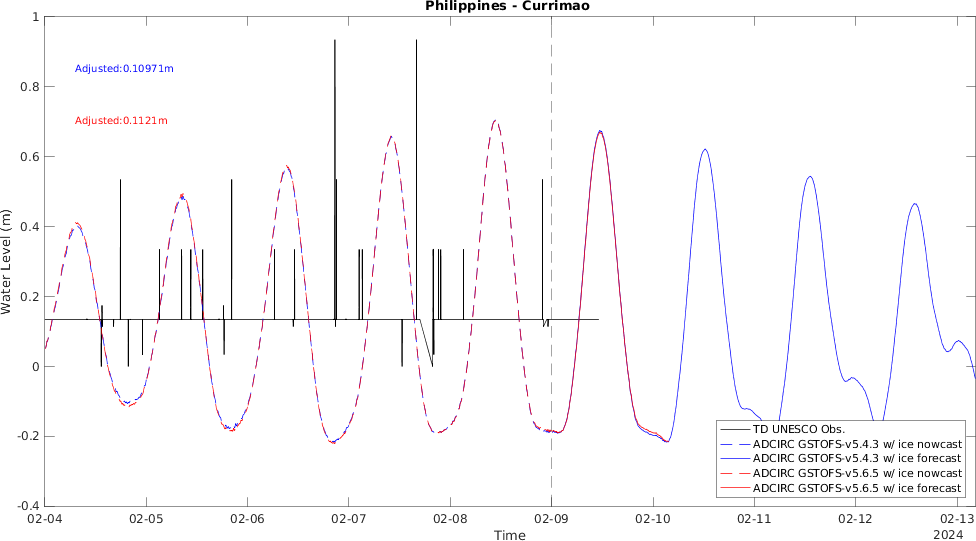 Philippines - Currimao
1
0.8
0.6
0.4
0.2
0
-0.2
-0.4
Water Level (m)
Adjusted:0.10971m
Adjusted:0.1121m
TD UNESCO Obs.
ADCIRC GSTOFS-v5.4.3 w/ ice nowcast
ADCIRC GSTOFS-v5.4.3 w/ ice forecast
ADCIRC GSTOFS-v5.6.5 w/ ice nowcast
ADCIRC GSTOFS-v5.6.5 w/ ice forecast
02-04 02-05 02-06 02-07 02-08 02-09 02-10 02-11 02-12 02-13
Time
2024